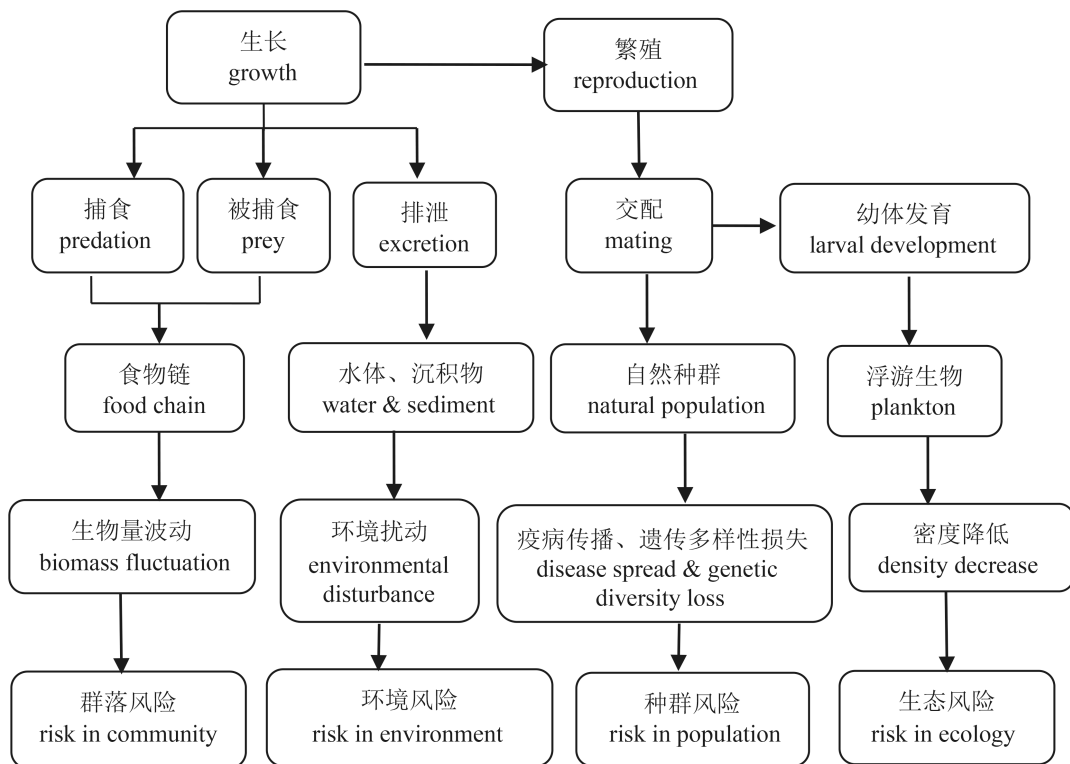 生长
growth
繁殖
reproduction
捕食
predation
被捕食
prey
排泄
excretion
交配
mating
幼体发育
larval development
食物链
food chain
水体、沉积物
water & sediment
自然种群
natural population
浮游生物
plankton
生物量波动
biomass fluctuation
环境扰动
environmental
disturbance
疫病传播、遗传多样性损失
disease spread & genetic
diversity loss
密度降低
density decrease
群落风险
risk in community
环境风险
risk in environment
种群风险
risk in population
生态风险
risk in ecology